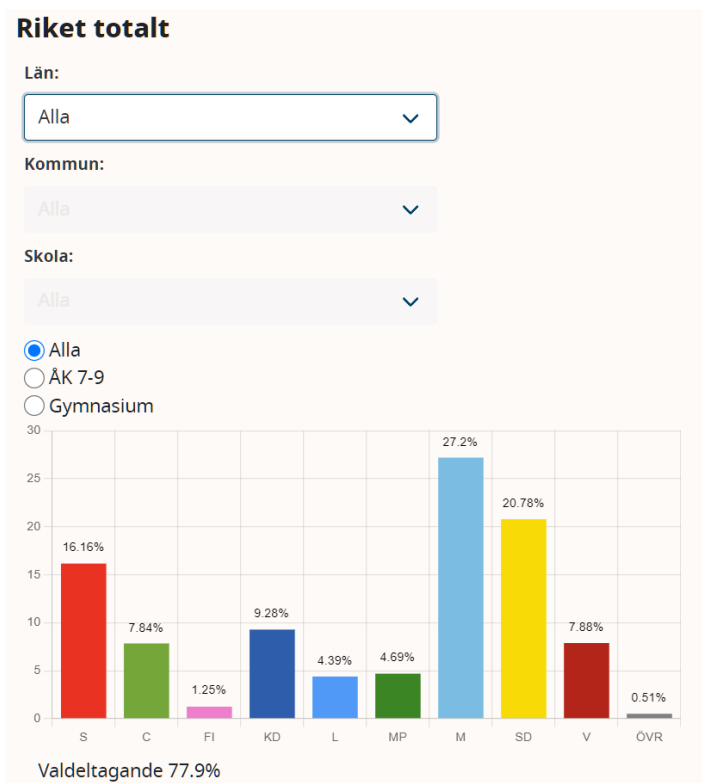 Riket totalt
Län:
Alla
Kommun:
Alla
Skola:
Alla
Alla
ÅK 7-9
Gymnasium
30
25
20
15
10
5
0
16.16%
7.84%
1.25%
9.28%
4.39%
4.69%
27.2%
20.78%
7.88%
0.51%
S C FI KD L MP M SD V ÖVR
Valdeltagande 77.9%